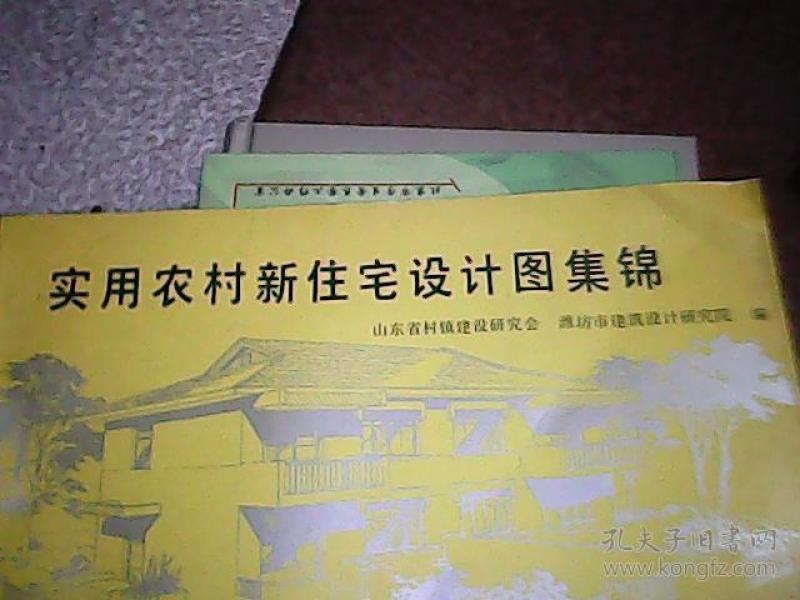 实用农村新住宅设计图集锦
山东省村镇建设研究会 潍坊市建筑设计研究院 编
孔夫子旧书网
www.kongfz.com